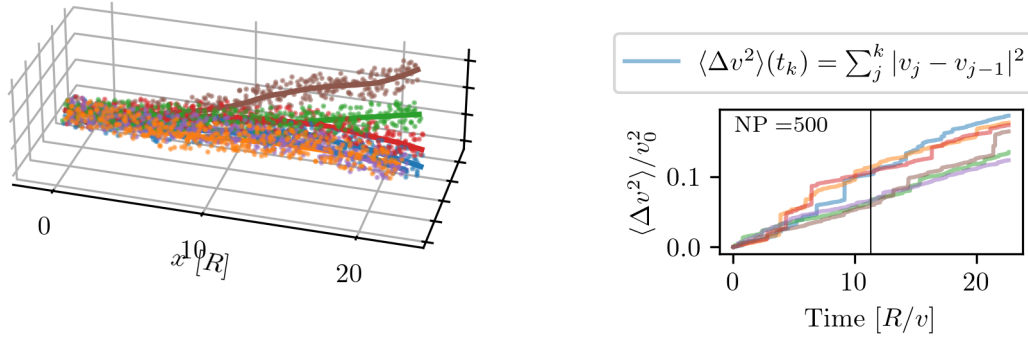 0
10
x [R]
20
⟨Δv²⟩(t_k) = ∑_j^k |v_j − v_{j−1}|²
NP =500
⟨Δv²⟩/v_0²
0.1
0.0
0
10
20
Time [R/v]